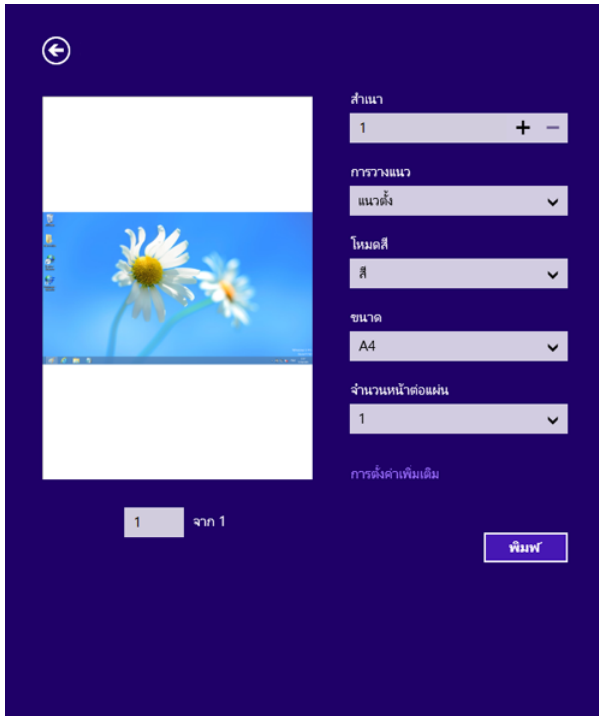 สำเนา
1
การวางแนว
แนวตั้ง
โหมดสี
สี
ขนาด
A4
จำนวนหน้าต่อแผ่น
1
การตั้งค่าเพิ่มเติม
1 จาก 1
พิมพ์